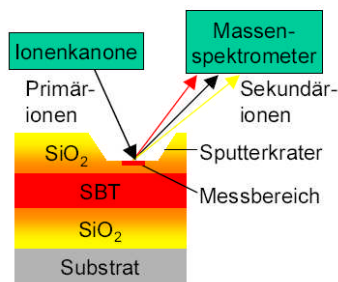 Massen-
spektrometer
Ionenkanone
Primär-
ionen
Sekundär-
ionen
SiO₂
Sputterkrater
Messbereich
SBT
SiO₂
Substrat